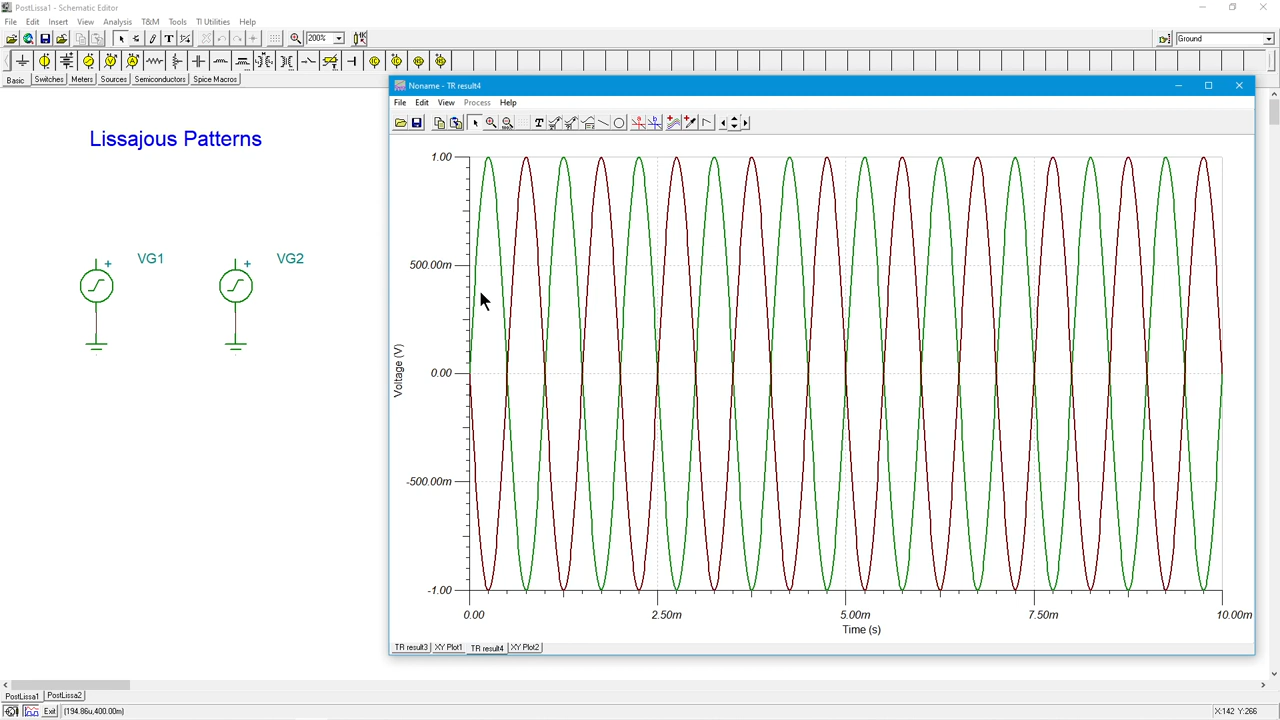 PostLissa1 - Schematic Editor
File Edit Insert View Analysis T&M Tools TI Utilities Help
200%
Ground
Basic Switches Meters Sources Semiconductors Spice Macros
Noname - TR result4
File Edit View Process Help
Lissajous Patterns
VG1
VG2
1.00
500.00m
0.00
-500.00m
-1.00
Voltage (V)
0.00 2.50m 5.00m 7.50m 10.00m
Time (s)
TR result3 XY Plot1 TR result4 XY Plot2
PostLissa1 PostLissa2
Exit (194.86u,400.00m) X:142 Y:266